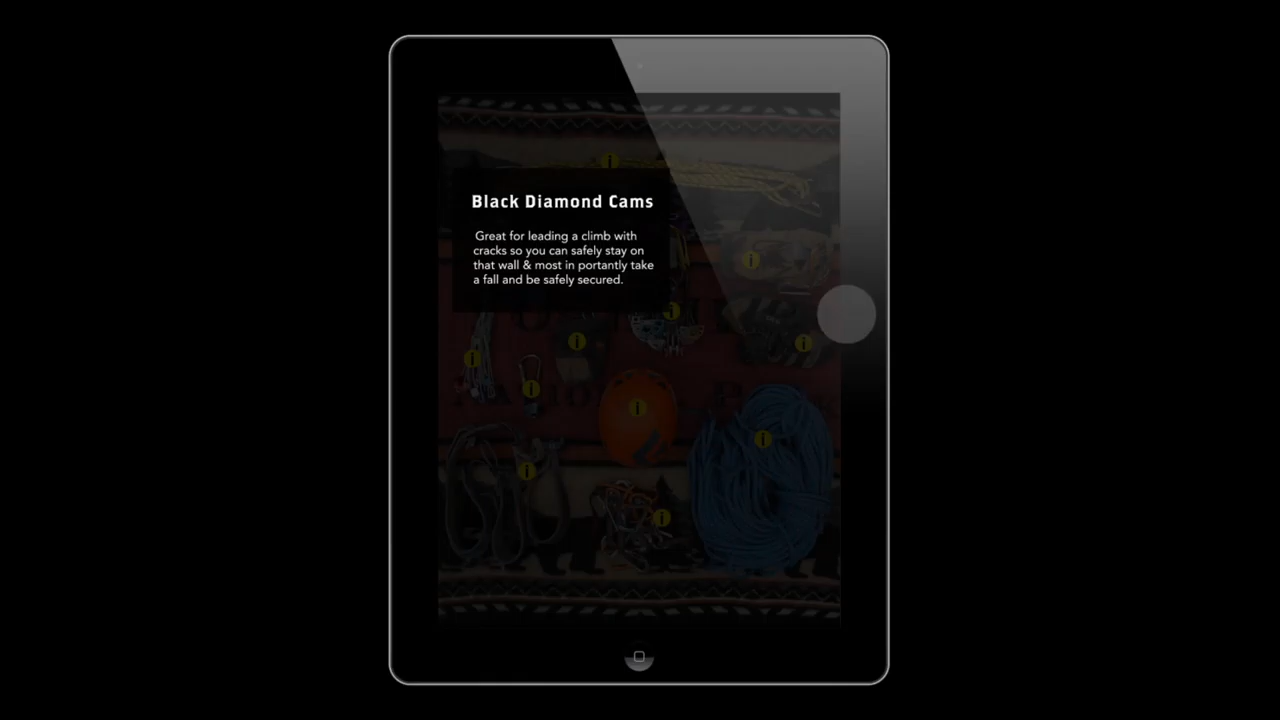 Black Diamond Cams
Great for leading a climb with
cracks so you can safely stay on
that wall & most in portantly take
a fall and be safely secured.
i
i
i
i
i
i
i
i
i
i
i